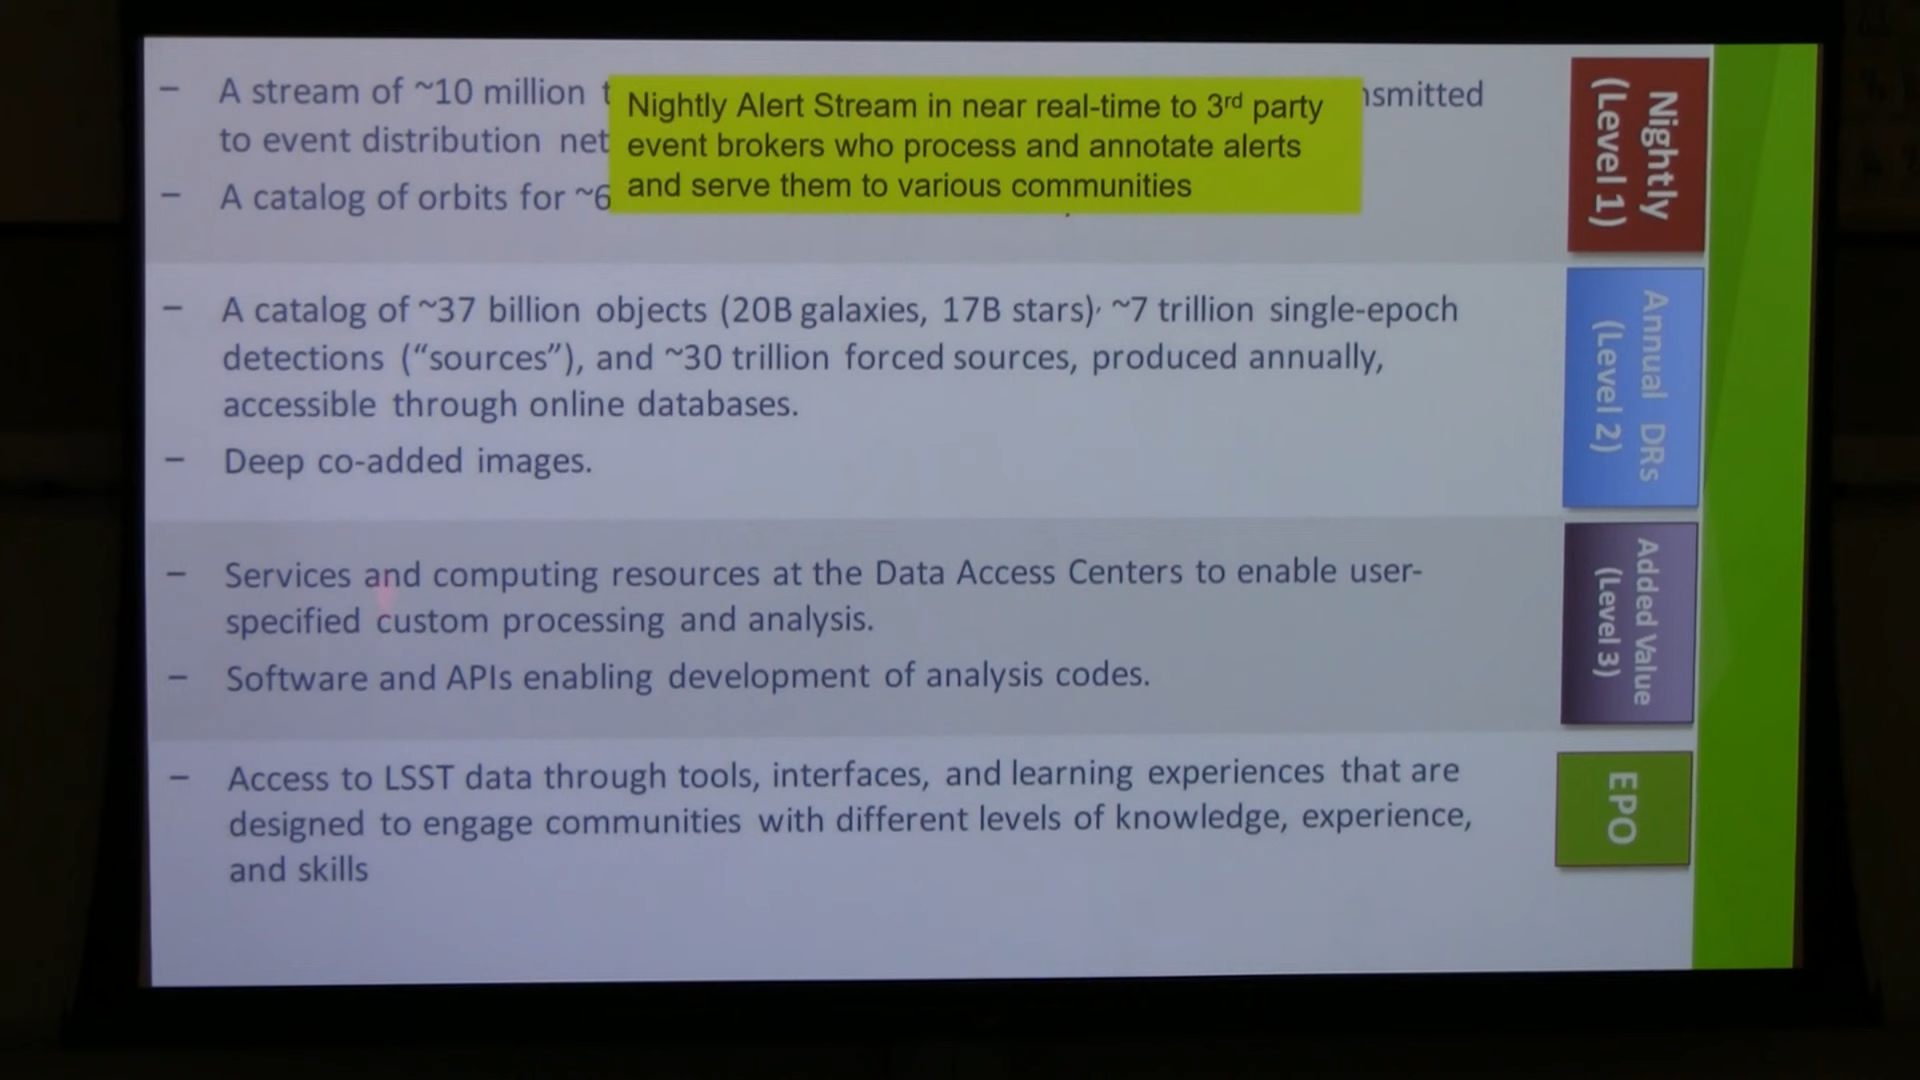 – A stream of ~10 million
Nightly Alert Stream in near real-time to 3rd party
event brokers who process and annotate alerts
and serve them to various communities
to event distribution
– A catalog of orbits for ~6
Nightly
(Level 1)
– A catalog of ~37 billion objects (20B galaxies, 17B stars), ~7 trillion single-epoch
detections (“sources”), and ~30 trillion forced sources, produced annually,
accessible through online databases.
– Deep co-added images.
Annual DRs
(Level 2)
– Services and computing resources at the Data Access Centers to enable user-
specified custom processing and analysis.
– Software and APIs enabling development of analysis codes.
Added Value
(Level 3)
– Access to LSST data through tools, interfaces, and learning experiences that are
designed to engage communities with different levels of knowledge, experience,
and skills
EPO